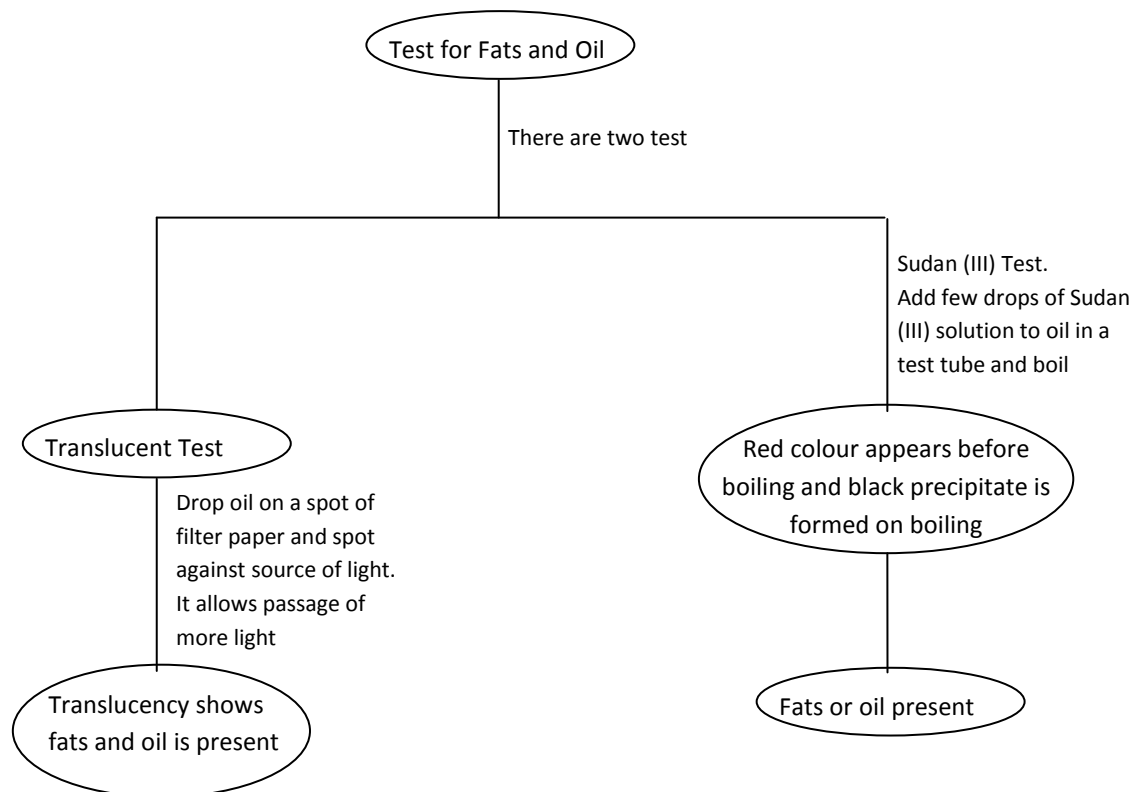 Test for Fats and Oil
There are two test
Sudan (III) Test.
Add few drops of Sudan
(III) solution to oil in a
test tube and boil
Translucent Test
Red colour appears before
boiling and black precipitate is
formed on boiling
Drop oil on a spot of
filter paper and spot
against source of light.
It allows passage of
more light
Translucency shows
fats and oil is present
Fats or oil present